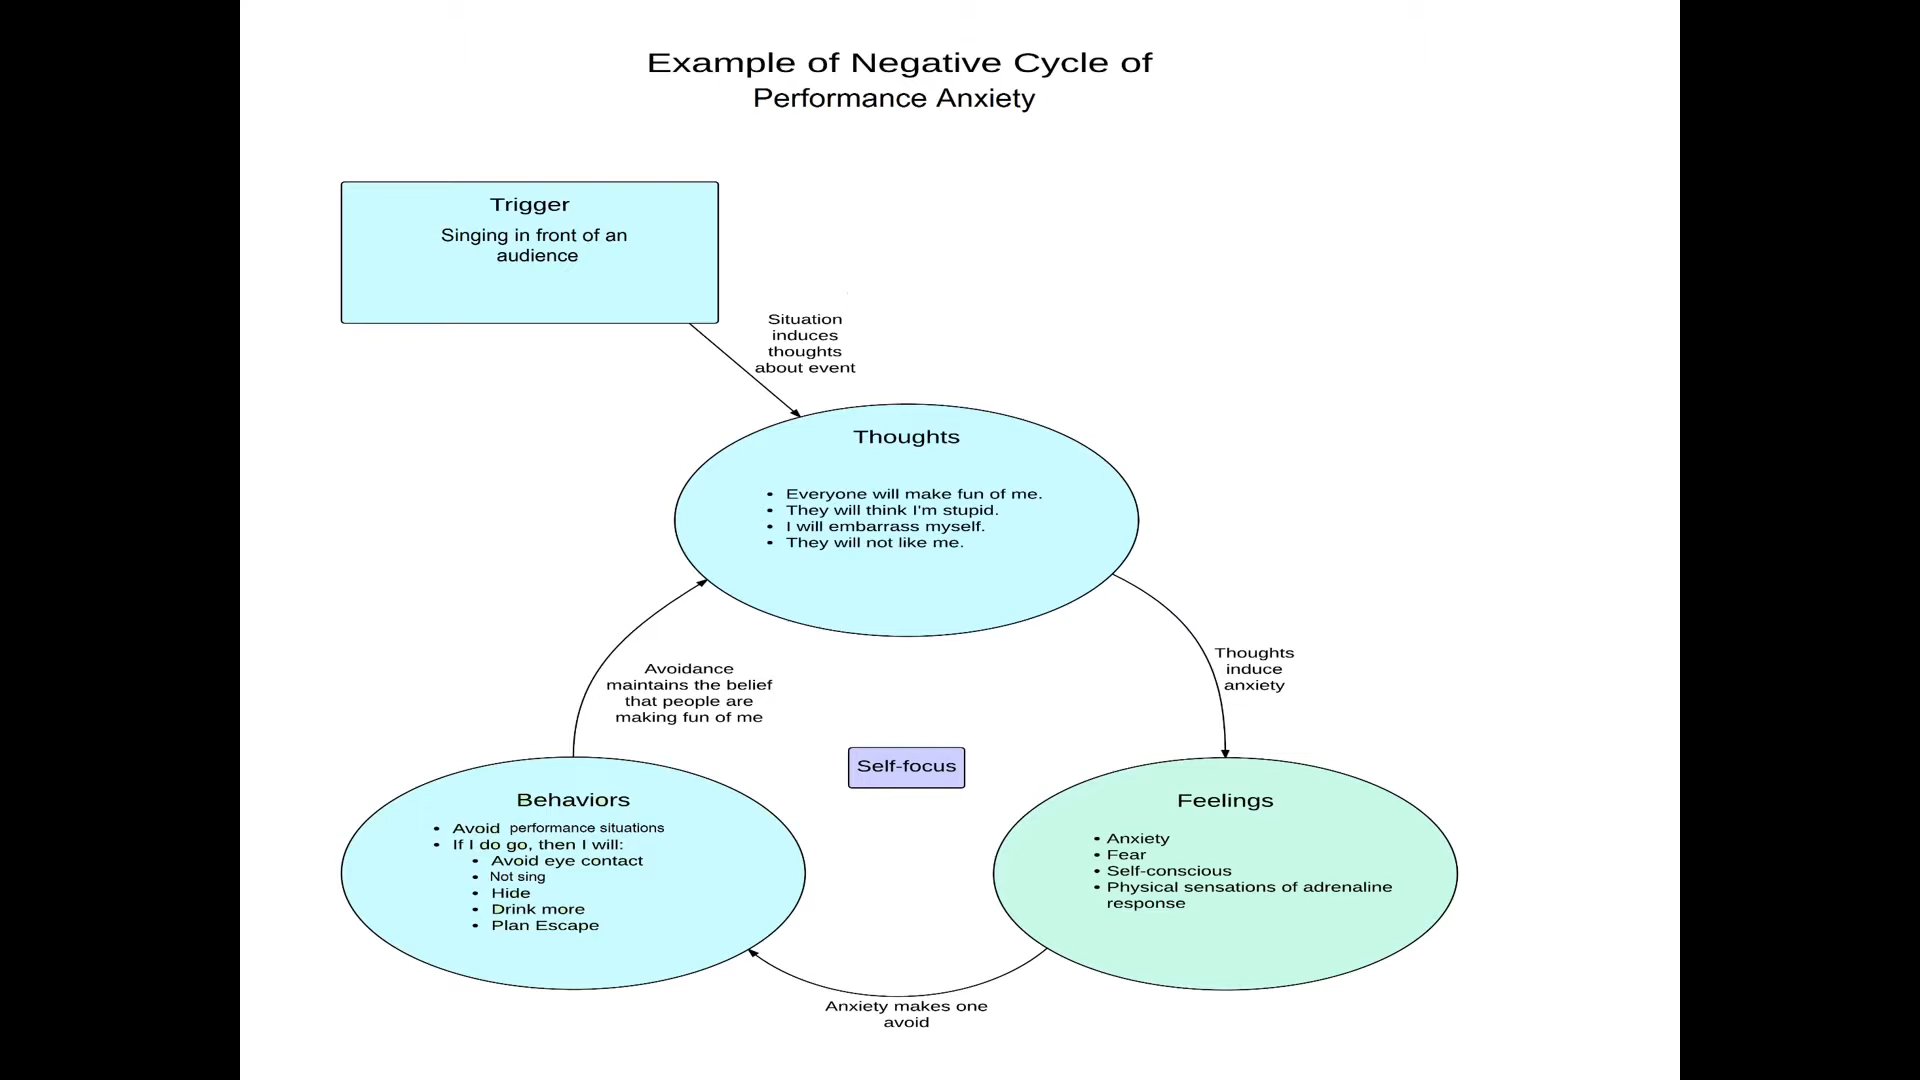 Example of Negative Cycle of
Performance Anxiety
Trigger
Singing in front of an
audience
Situation
induces
thoughts
about event
Thoughts
• Everyone will make fun of me.
• They will think I'm stupid.
• I will embarrass myself.
• They will not like me.
Thoughts
induce
anxiety
Avoidance
maintains the belief
that people are
making fun of me
Self-focus
Feelings
• Anxiety
• Fear
• Self-conscious
• Physical sensations of adrenaline
response
Behaviors
• Avoid performance situations
• If I do go, then I will:
• Avoid eye contact
• Not sing
• Hide
• Drink more
• Plan Escape
Anxiety makes one
avoid